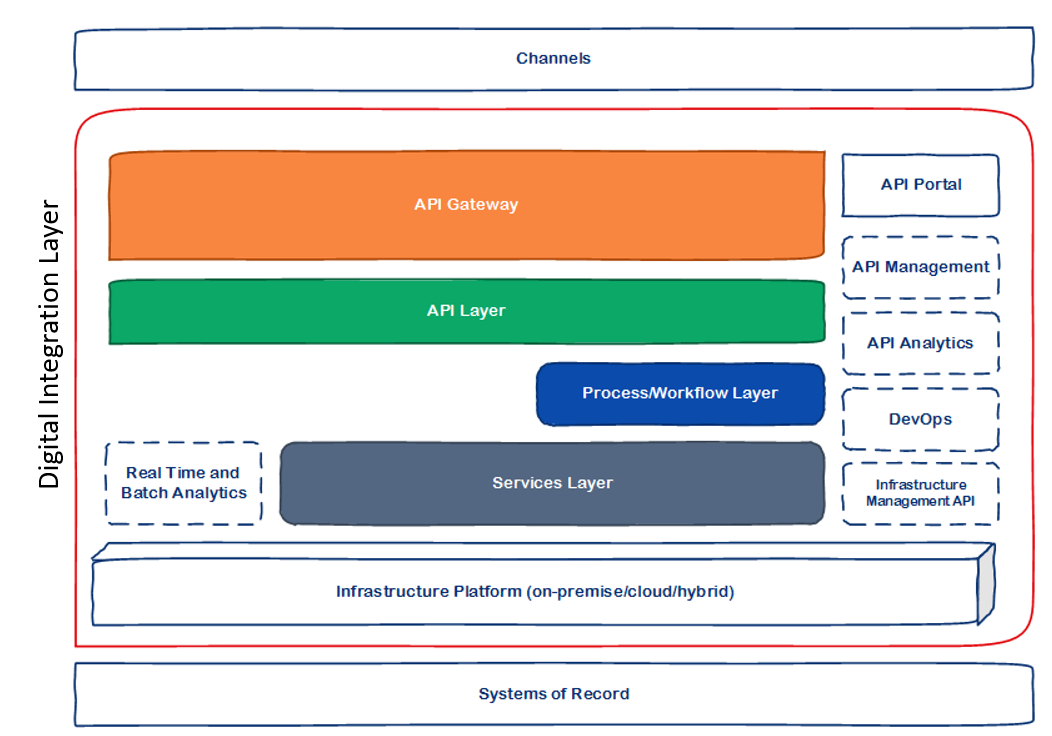 Channels
Digital Integration Layer
API Gateway
API Portal
API Management
API Layer
API Analytics
Process/Workflow Layer
DevOps
Real Time and
Batch Analytics
Services Layer
Infrastructure
Management API
Infrastructure Platform (on-premise/cloud/hybrid)
Systems of Record